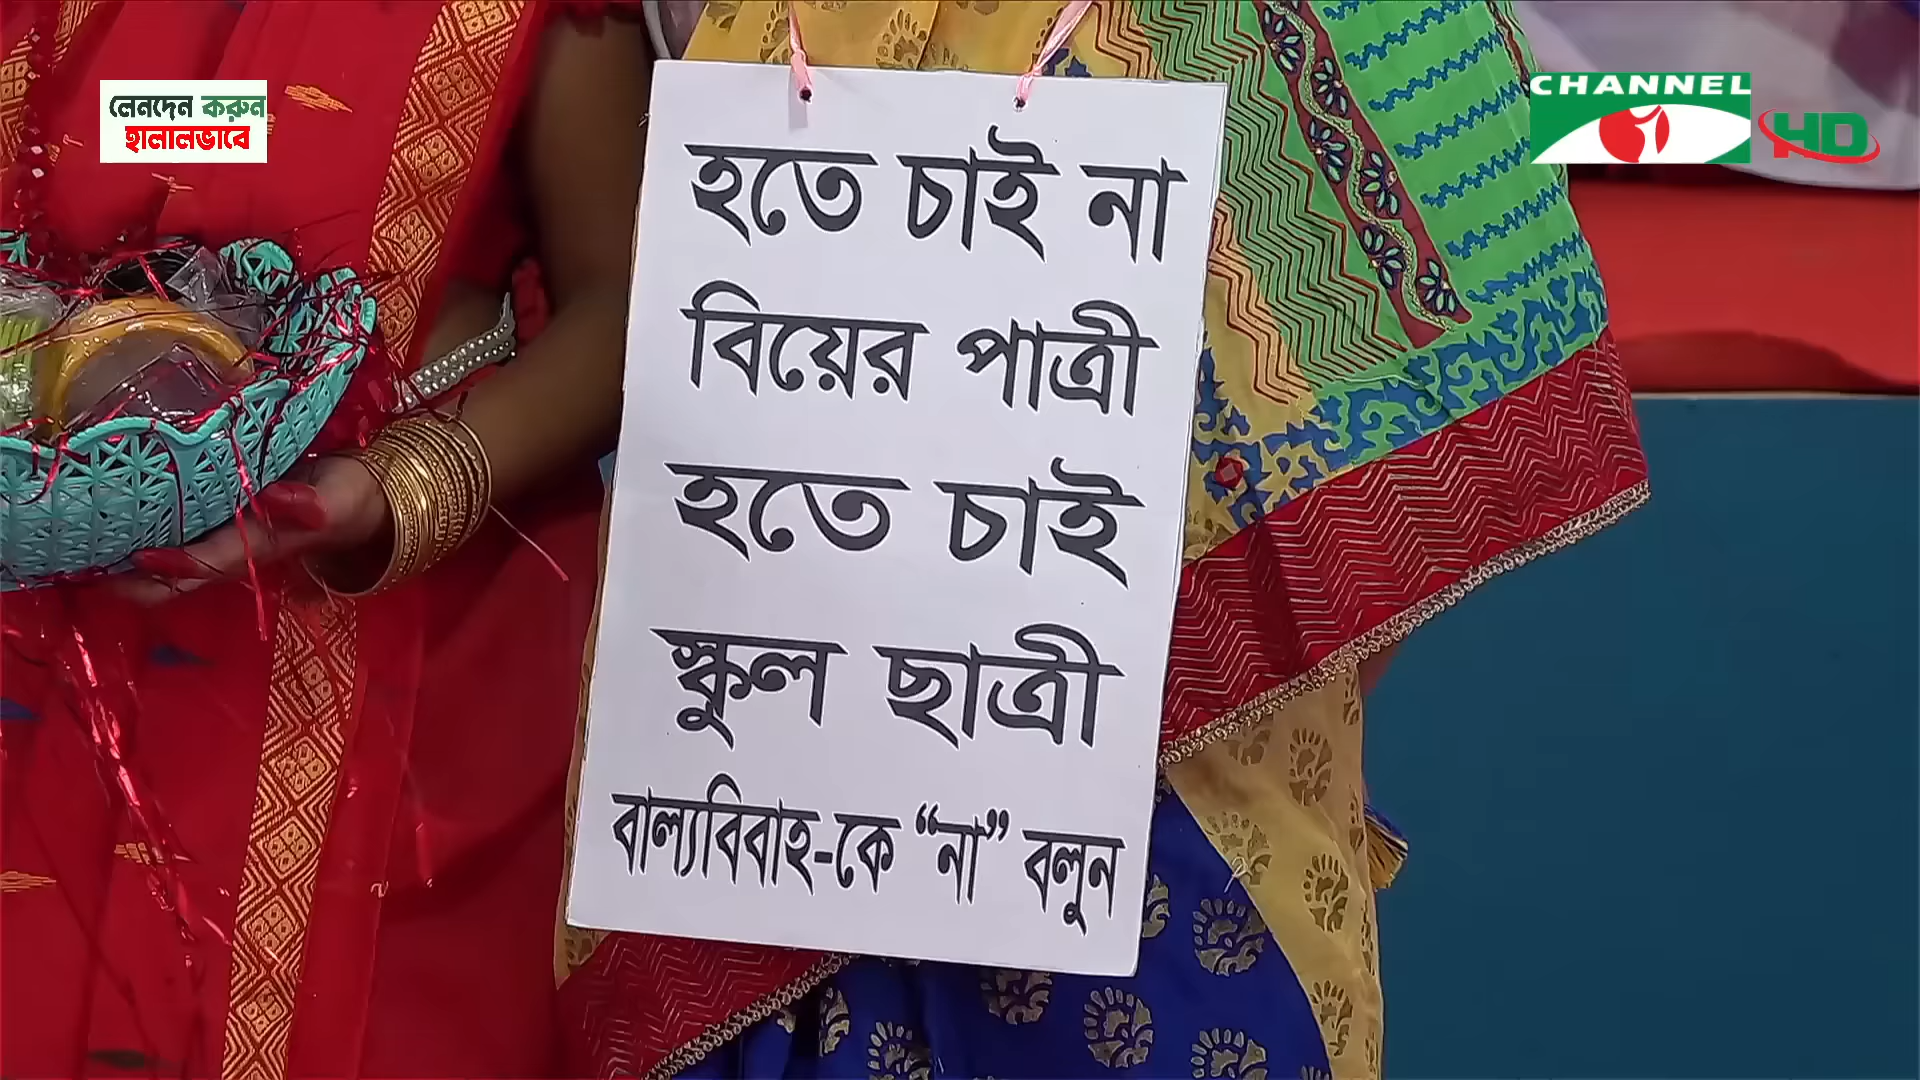 লেনদেন করুন
হালালভাবে
CHANNEL
HD
হতে চাই না
বিয়ের পাত্রী
হতে চাই
স্কুল ছাত্রী
বাল্যবিবাহ-কে “না” বলুন